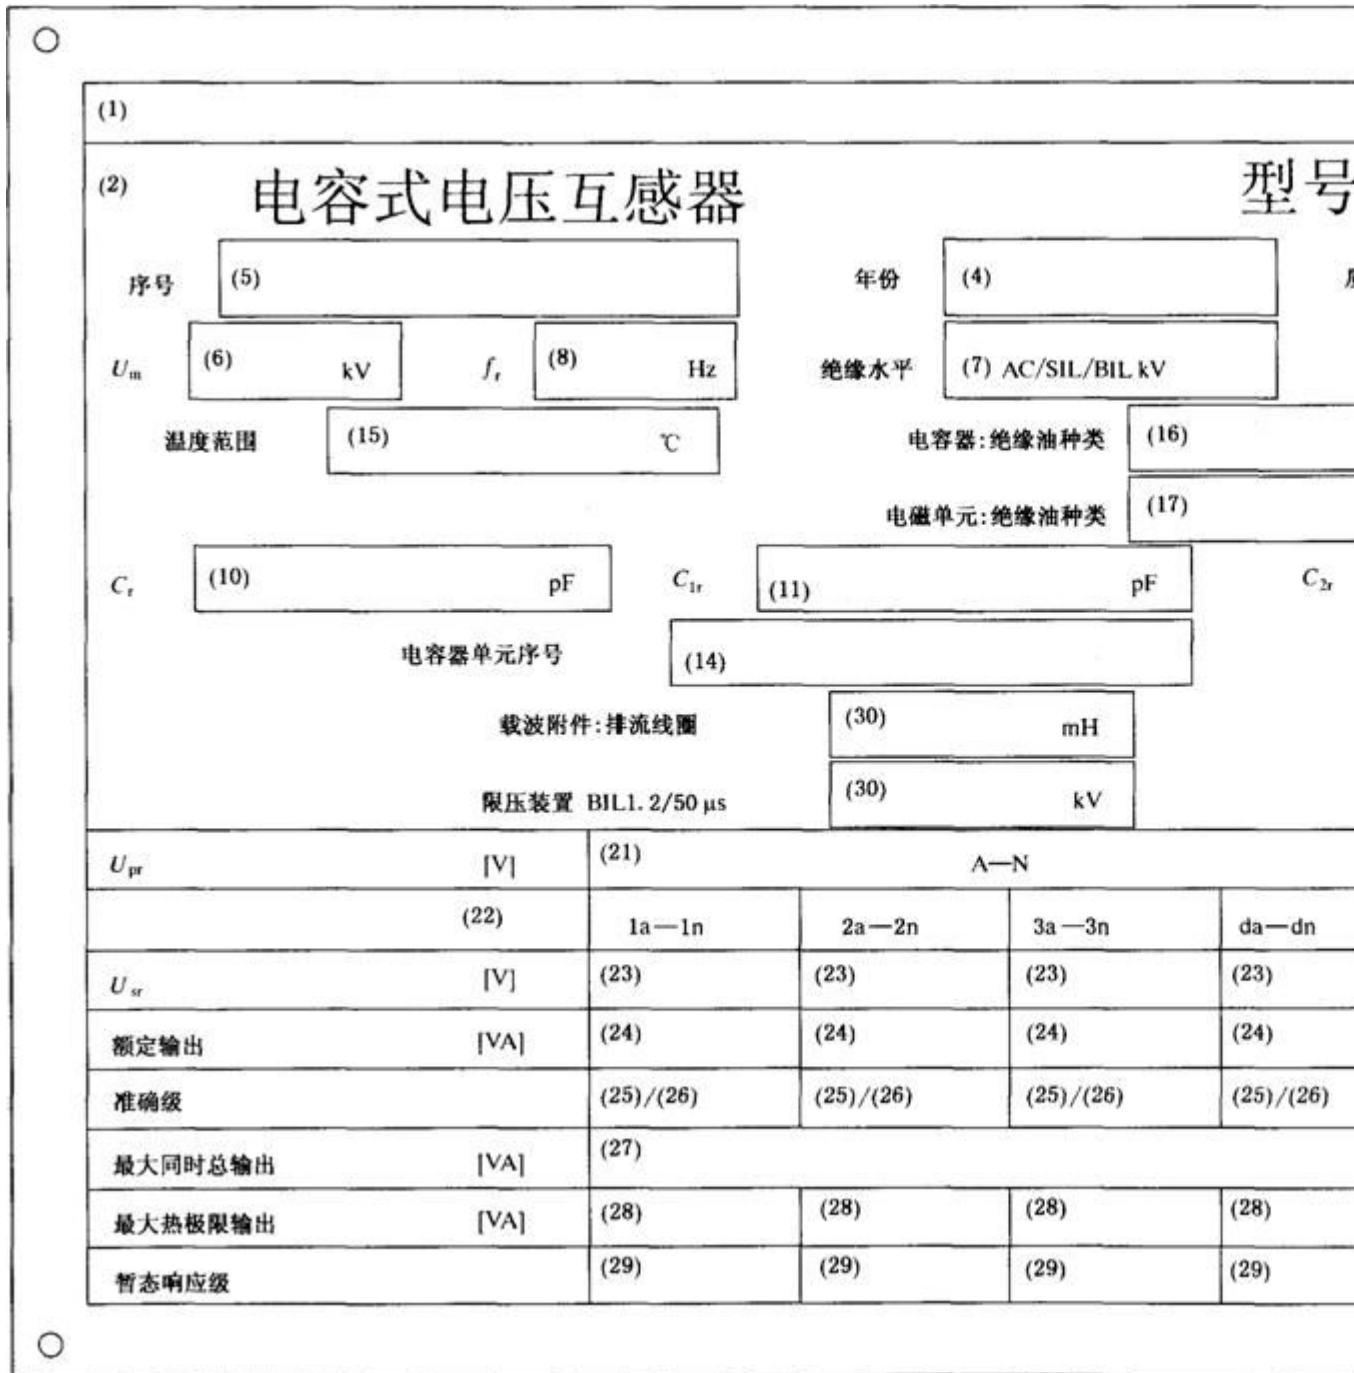 (1)
(2) 电容式电压互感器 型号
序号 (5) 年份 (4)
Um (6) kV fr (8) Hz 绝缘水平 (7) AC/SIL/BIL kV
温度范围 (15) ℃ 电容器:绝缘油种类 (16)
电磁单元:绝缘油种类 (17)
Cr (10) pF C1r (11) pF C2r
电容器单元序号 (14)
载波附件:排流线圈 (30) mH
限压装置 BIL1.2/50 μs (30) kV
Upr [V] (21) A—N
(22) 1a—1n 2a—2n 3a—3n da—dn
Usr [V] (23) (23) (23) (23)
额定输出 [VA] (24) (24) (24) (24)
准确级 (25)/(26) (25)/(26) (25)/(26) (25)/(26)
最大同时总输出 [VA] (27)
最大热极限输出 [VA] (28) (28) (28) (28)
暂态响应级 (29) (29) (29) (29)